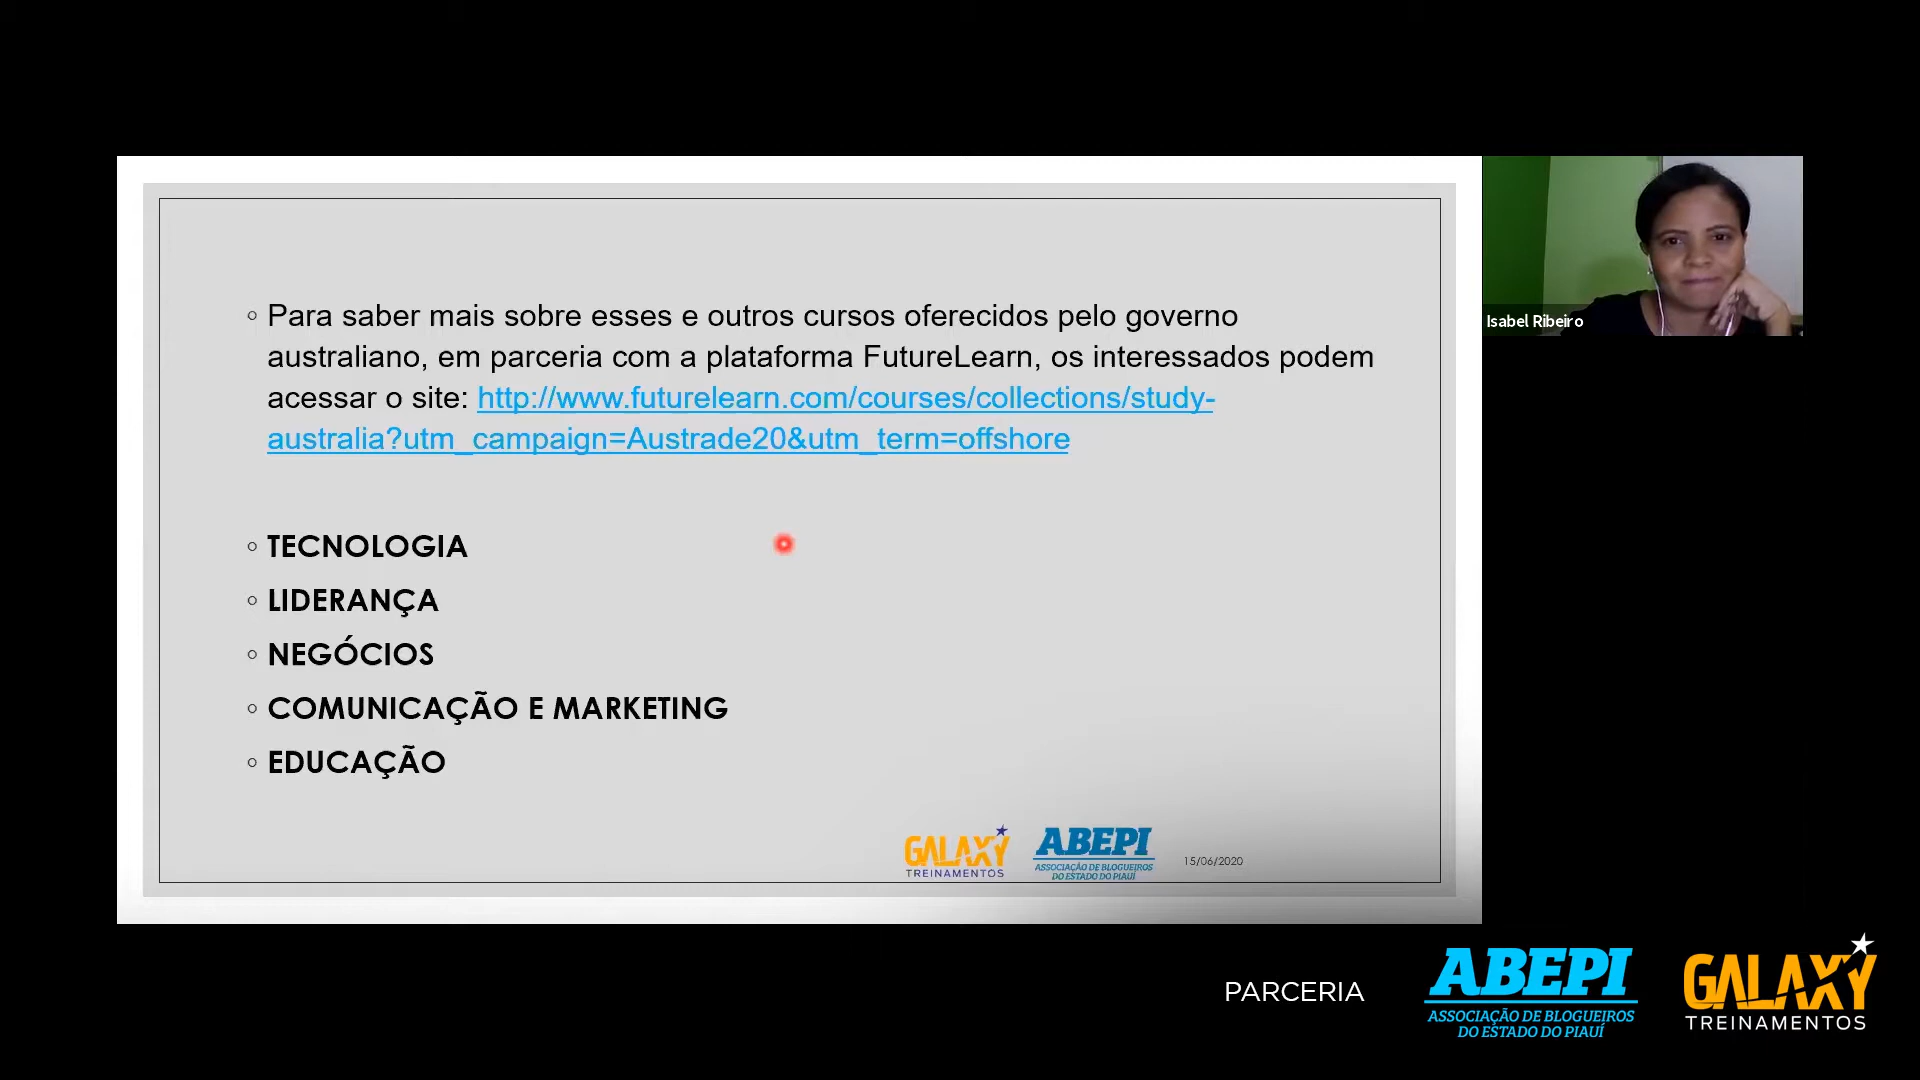 Para saber mais sobre esses e outros cursos oferecidos pelo governo
australiano, em parceria com a plataforma FutureLearn, os interessados podem
acessar o site: http://www.futurelearn.com/courses/collections/study-
australia?utm_campaign=Austrade20&utm_term=offshore
TECNOLOGIA
LIDERANÇA
NEGÓCIOS
COMUNICAÇÃO E MARKETING
EDUCAÇÃO
GALAXY
TREINAMENTOS
ABEPI
ASSOCIAÇÃO DE BLOGUEIROS
DO ESTADO DO PIAUÍ
15/06/2020
Isabel Ribeiro
PARCERIA
ABEPI
ASSOCIAÇÃO DE BLOGUEIROS
DO ESTADO DO PIAUÍ
GALAXY
TREINAMENTOS